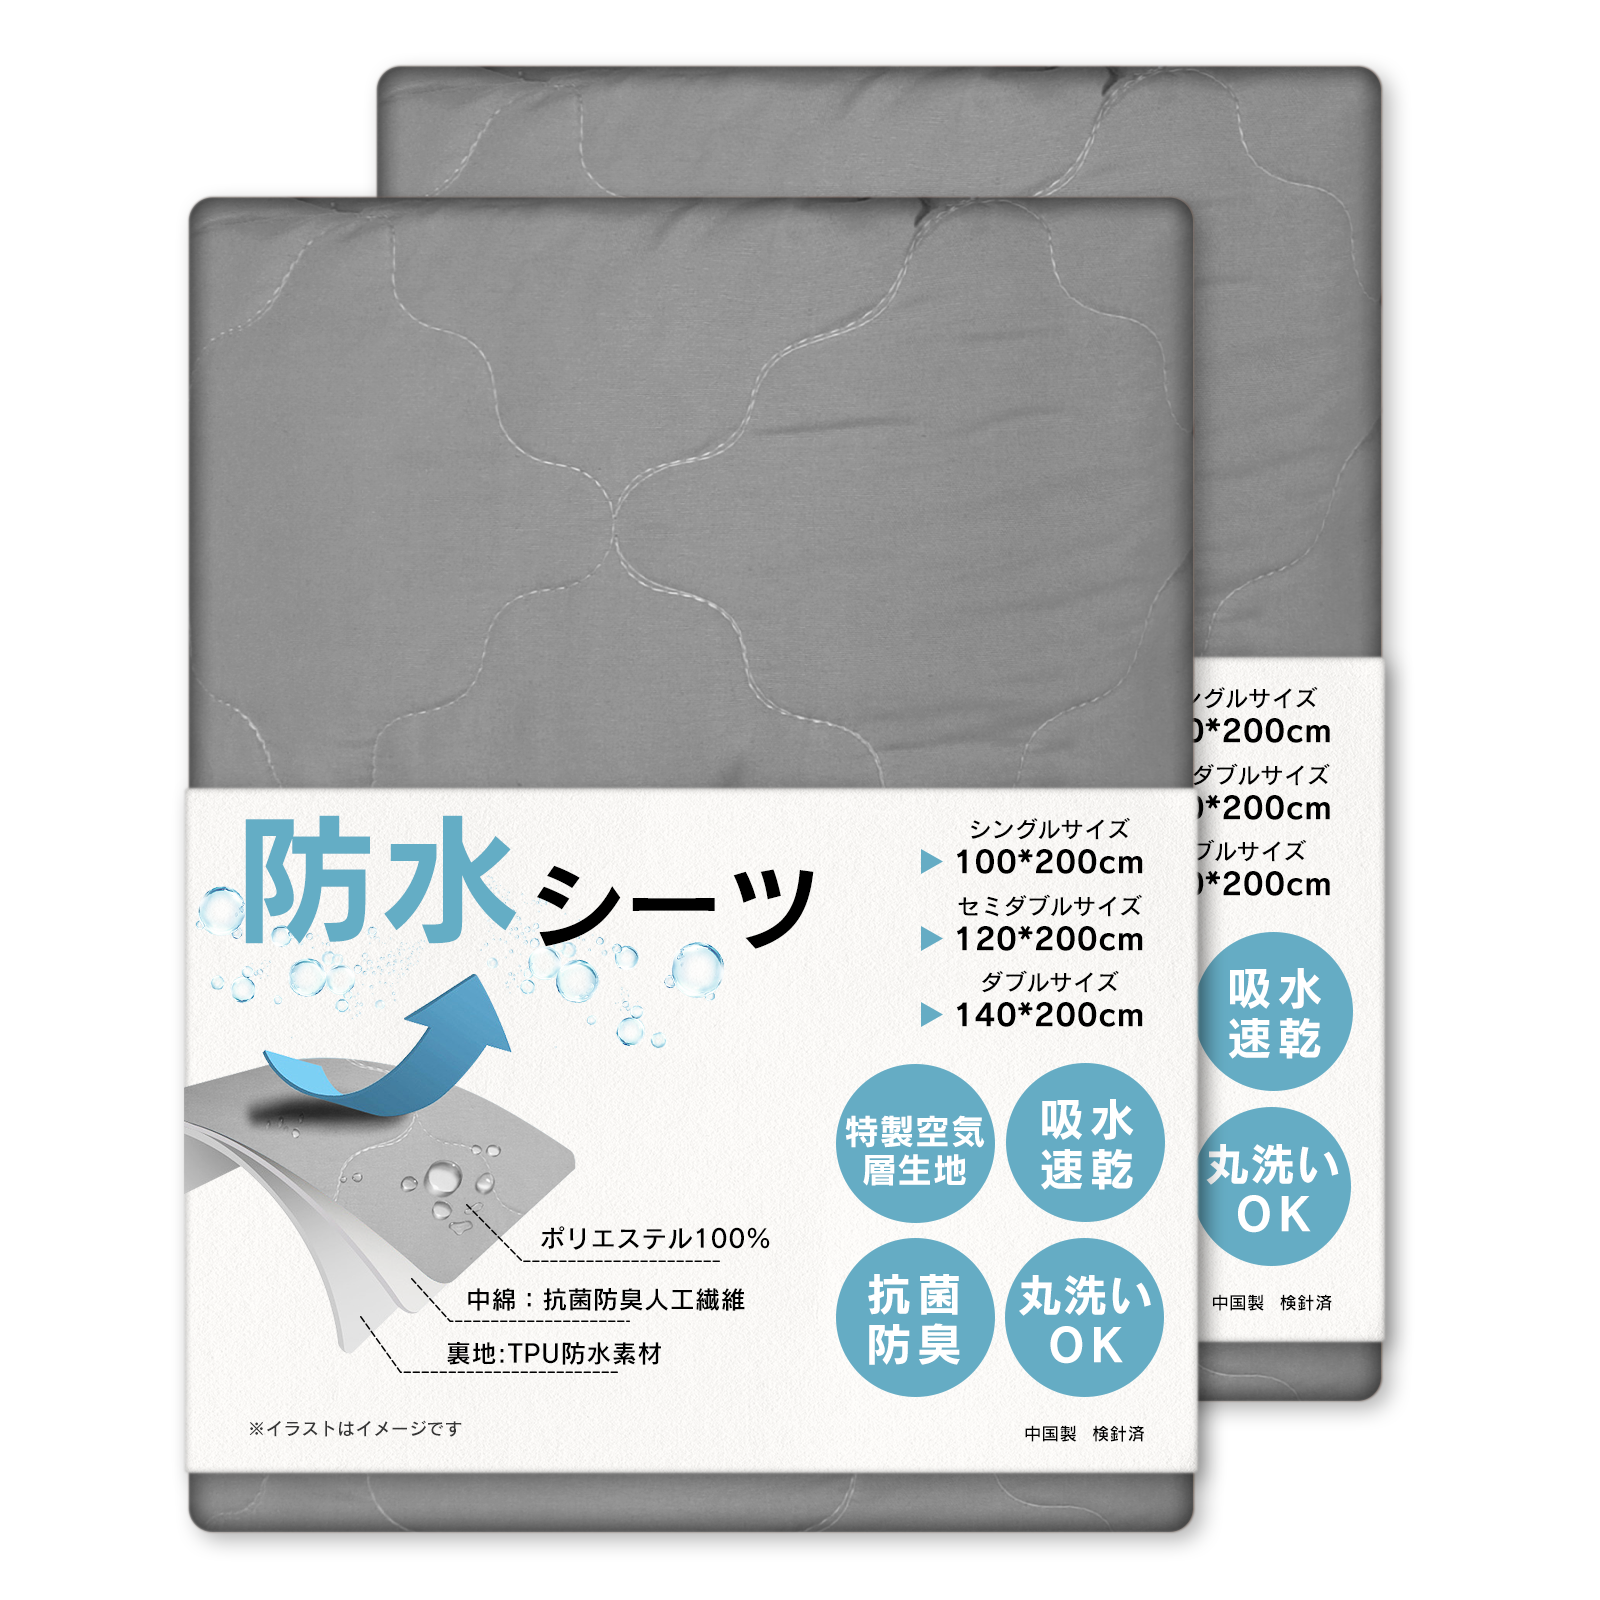 防水シーツ
シングルサイズ
▶ 100*200cm
セミダブルサイズ
▶ 120*200cm
ダブルサイズ
▶ 140*200cm
特製空気
層生地
吸水
速乾
抗菌
防臭
丸洗い
OK
ポリエステル100%
中綿：抗菌防臭人工繊維
裏地:TPU防水素材
※イラストはイメージです
中国製 検針済
ングルサイズ
0*200cm
ダブルサイズ
0*200cm
ブルサイズ
0*200cm
吸水
速乾
丸洗い
OK
中国製 検針済